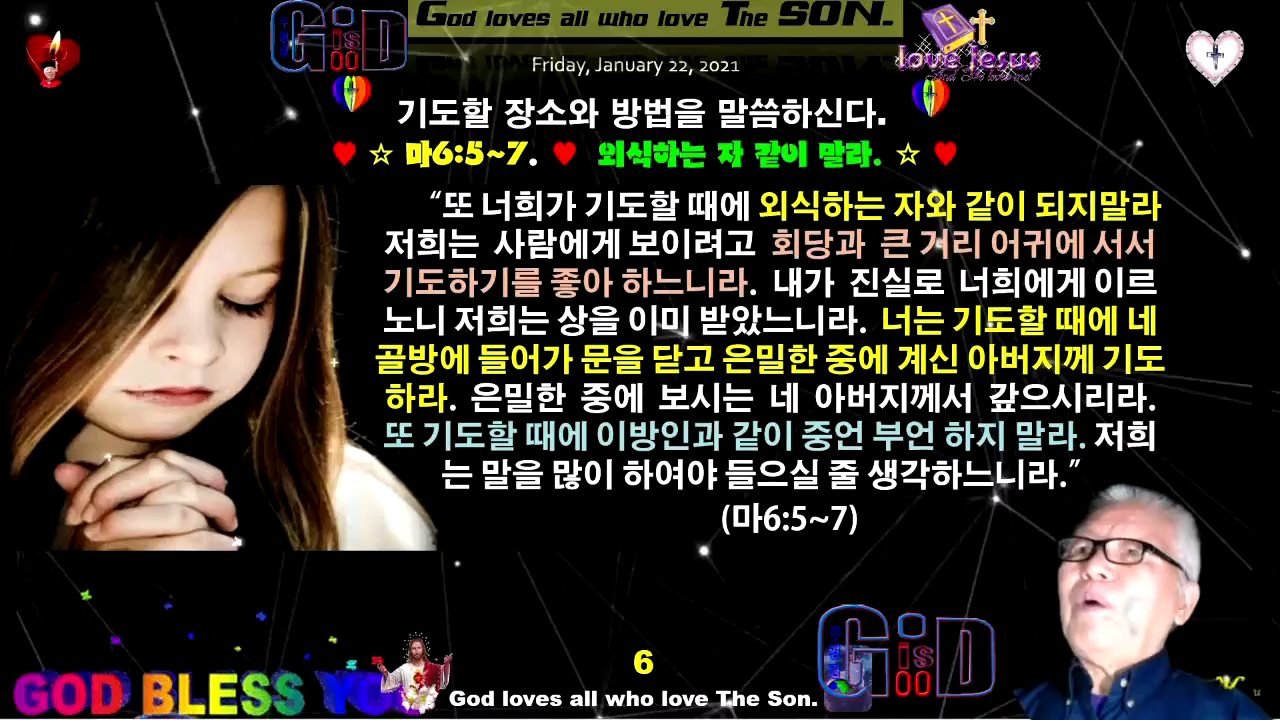 God loves all who love The SON.
GisD
love Jesus
Friday, January 22, 2021
기도할 장소와 방법을 말씀하신다.
♥ ☆ 마6:5~7. ♥ 외식하는 자 같이 말라. ☆ ♥
“또 너희가 기도할 때에 외식하는 자와 같이 되지말라
저희는 사람에게 보이려고 회당과 큰 거리 어귀에 서서
기도하기를 좋아 하느니라. 내가 진실로 너희에게 이르
노니 저희는 상을 이미 받았느니라. 너는 기도할 때에 네
골방에 들어가 문을 닫고 은밀한 중에 계신 아버지께 기도
하라. 은밀한 중에 보시는 네 아버지께서 갚으시리라.
또 기도할 때에 이방인과 같이 중언 부언 하지 말라. 저희
는 말을 많이 하여야 들으실 줄 생각하느니라.”
(마6:5~7)
GisD
6
GOD BLESS YOU
God loves all who love The Son.